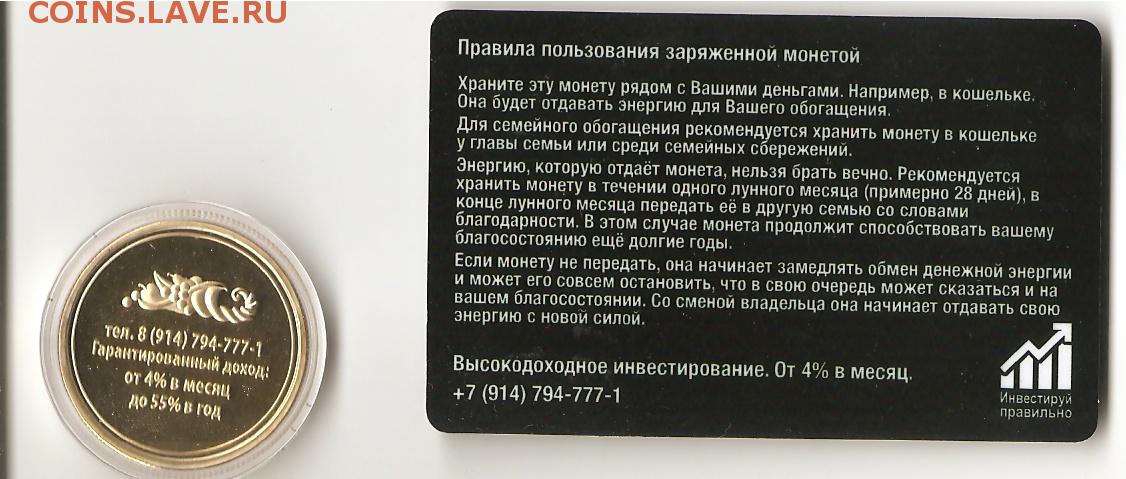 COINS.LAVE.RU
Правила пользования заряженной монетой
Храните эту монету рядом с Вашими деньгами. Например, в кошельке.
Она будет отдавать энергию для Вашего обогащения.
Для семейного обогащения рекомендуется хранить монету в кошельке
у главы семьи или среди семейных сбережений.
Энергию, которую отдаёт монета, нельзя брать вечно. Рекомендуется
хранить монету в течении одного лунного месяца (примерно 28 дней), в
конце лунного месяца передать её в другую семью со словами
благодарности. В этом случае монета продолжит способствовать вашему
благосостоянию ещё долгие годы.
Если монету не передать, она начинает замедлять обмен денежной энергии
и может его совсем остановить, что в свою очередь может сказаться и на
вашем благосостоянии. Со сменой владельца она начинает отдавать свою
энергию с новой силой.
Высокодоходное инвестирование. От 4% в месяц.
+7 (914) 794-777-1
Инвестируй
правильно
тел. 8 (914) 794-777-1
Гарантированный доход:
от 4% в месяц
до 55% в год